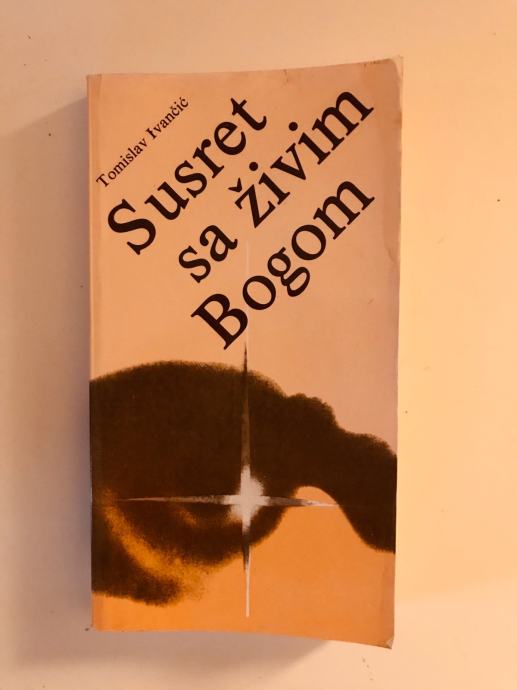 Tomislav Ivančić
Susret
sa živim
Bogom